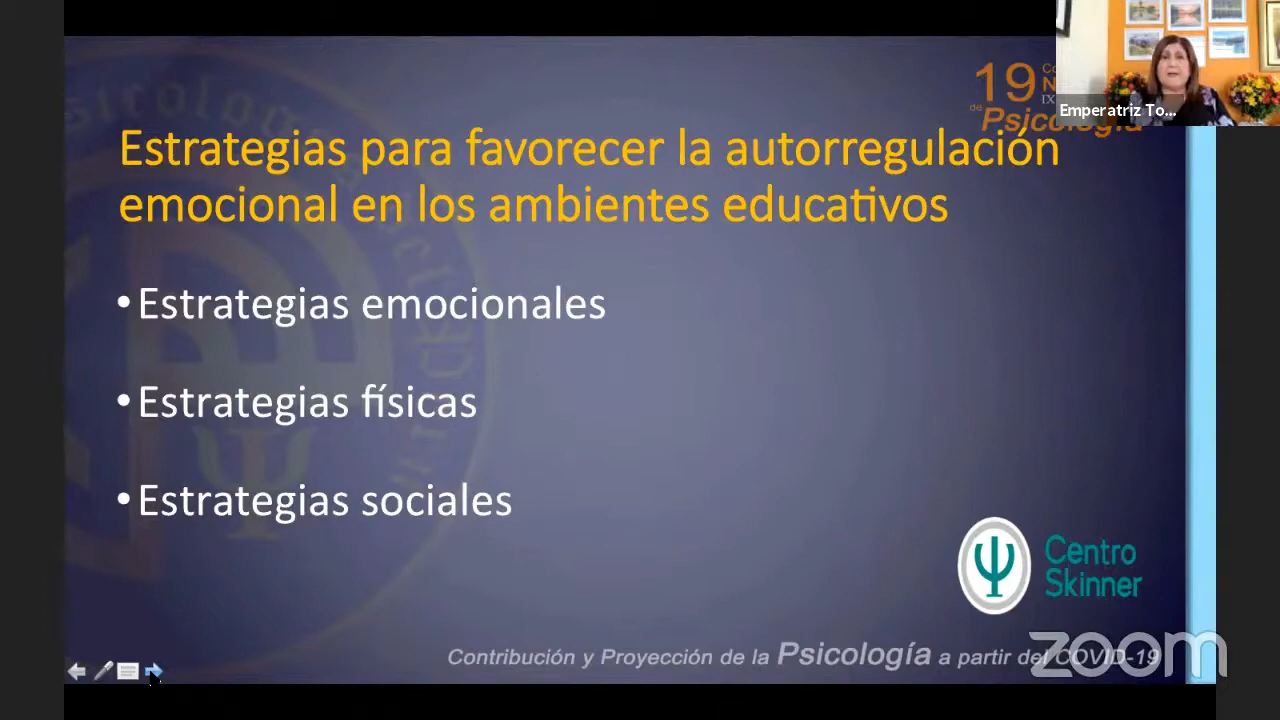 19
de Psicología
Emperatriz To...
Estrategias para favorecer la autorregulación
emocional en los ambientes educativos
•Estrategias emocionales
•Estrategias físicas
•Estrategias sociales
Centro
Skinner
Contribución y Proyección de la Psicología a partir del COVID-19
zoom